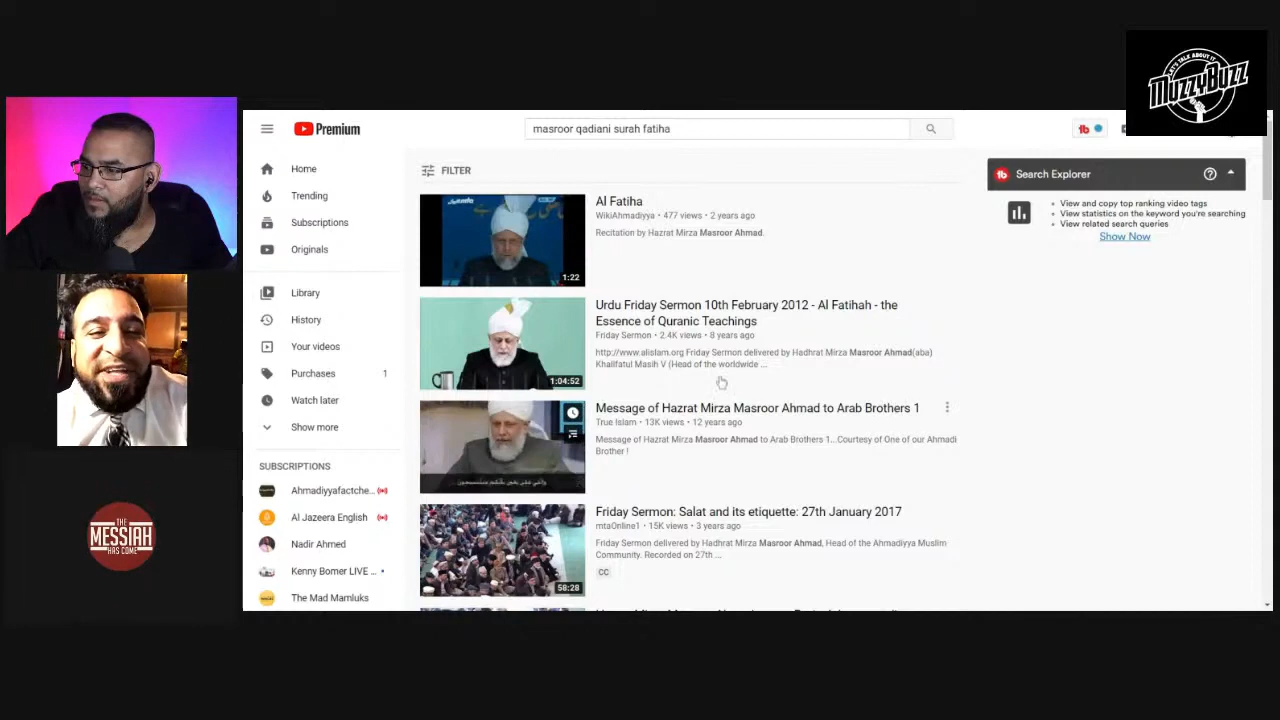 LET'S TALK ABOUT IT
MUZZYBUZZ
Premium
masroor qadiani surah fatiha
Home
Trending
Subscriptions
Originals
Library
History
Your videos
Purchases 1
Watch later
Show more
SUBSCRIPTIONS
Ahmadiyyafactche...
Al Jazeera English
Nadir Ahmed
Kenny Bomer LIVE ...
The Mad Mamluks
THE
MESSIAH
HAS COME
FILTER
Al Fatiha
WikiAhmadiyya • 477 views • 2 years ago
Recitation by Hazrat Mirza Masroor Ahmad.
1:22
Urdu Friday Sermon 10th February 2012 - Al Fatihah - the
Essence of Quranic Teachings
Friday Sermon • 2.4K views • 8 years ago
http://www.alislam.org Friday Sermon delivered by Hadhrat Mirza Masroor Ahmad(aba)
Khalifatul Masih V (Head of the worldwide ...
1:04:52
Message of Hazrat Mirza Masroor Ahmad to Arab Brothers 1
True Islam • 13K views • 12 years ago
Message of Hazrat Mirza Masroor Ahmad to Arab Brothers 1...Courtesy of One of our Ahmadi
Brother !
Friday Sermon: Salat and its etiquette: 27th January 2017
mtaOnline1 • 15K views • 3 years ago
Friday Sermon delivered by Hadhrat Mirza Masroor Ahmad, Head of the Ahmadiyya Muslim
Community. Recorded on 27th ...
CC
58:28
tb
Search Explorer
• View and copy top ranking video tags
• View statistics on the keyword you're searching
• View related search queries
Show Now